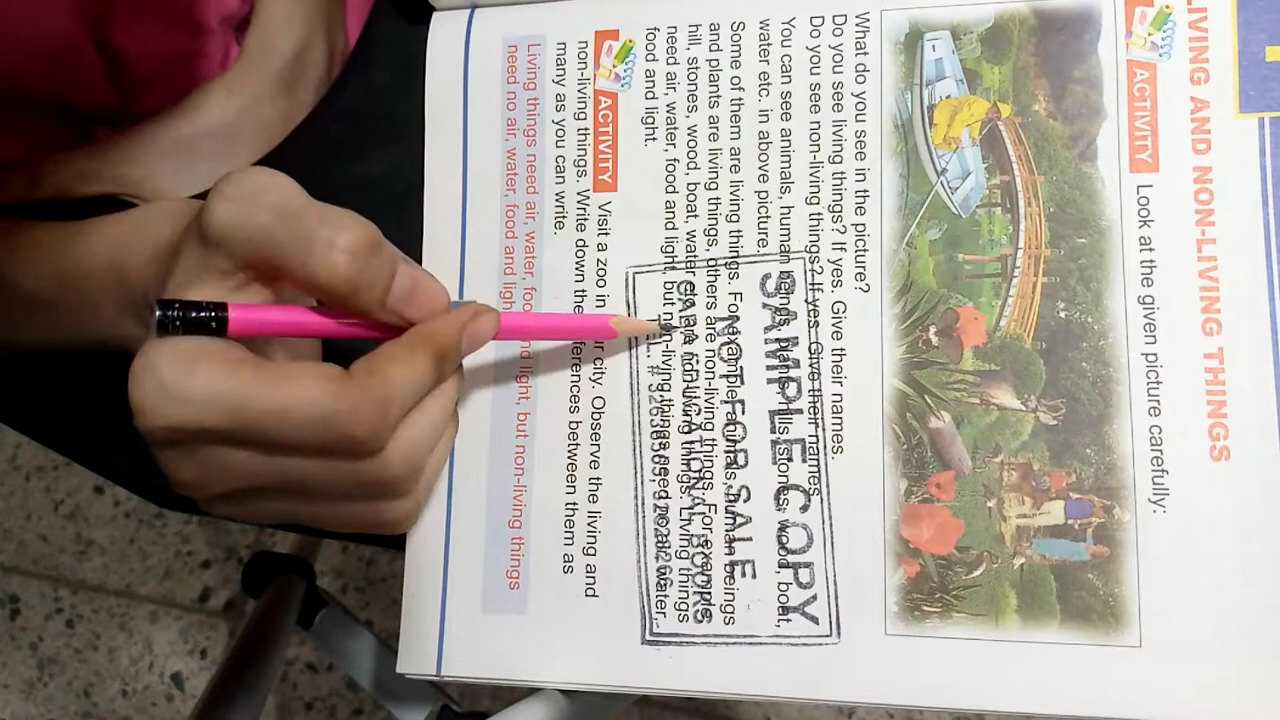 LIVING AND NON-LIVING THINGS
ACTIVITY Look at the given picture carefully:
What do you see in the picture?
Do you see living things? If yes. Give their names.
Do you see non-living things? If yes. Give their names.
You can see animals, human beings, plants, hills, stones, wood, boat,
water etc. in above picture.
Some of them are living things. For example, animals, human beings
and plants are living things, others are non-living things. For example,
hill, stones, wood, boat, water etc. are non-living things. Living things
need air, water, food and light, but non-living things need no air, water,
food and light.
ACTIVITY Visit a zoo in city. Observe the living and
non-living things. Write down the between them as
many as you can write.
Living things need air, water, light, but non-living things
need no air, water, food and
SAMPLE COPY
NOT FOR SALE
GABA EDUCATIONAL BOOKS